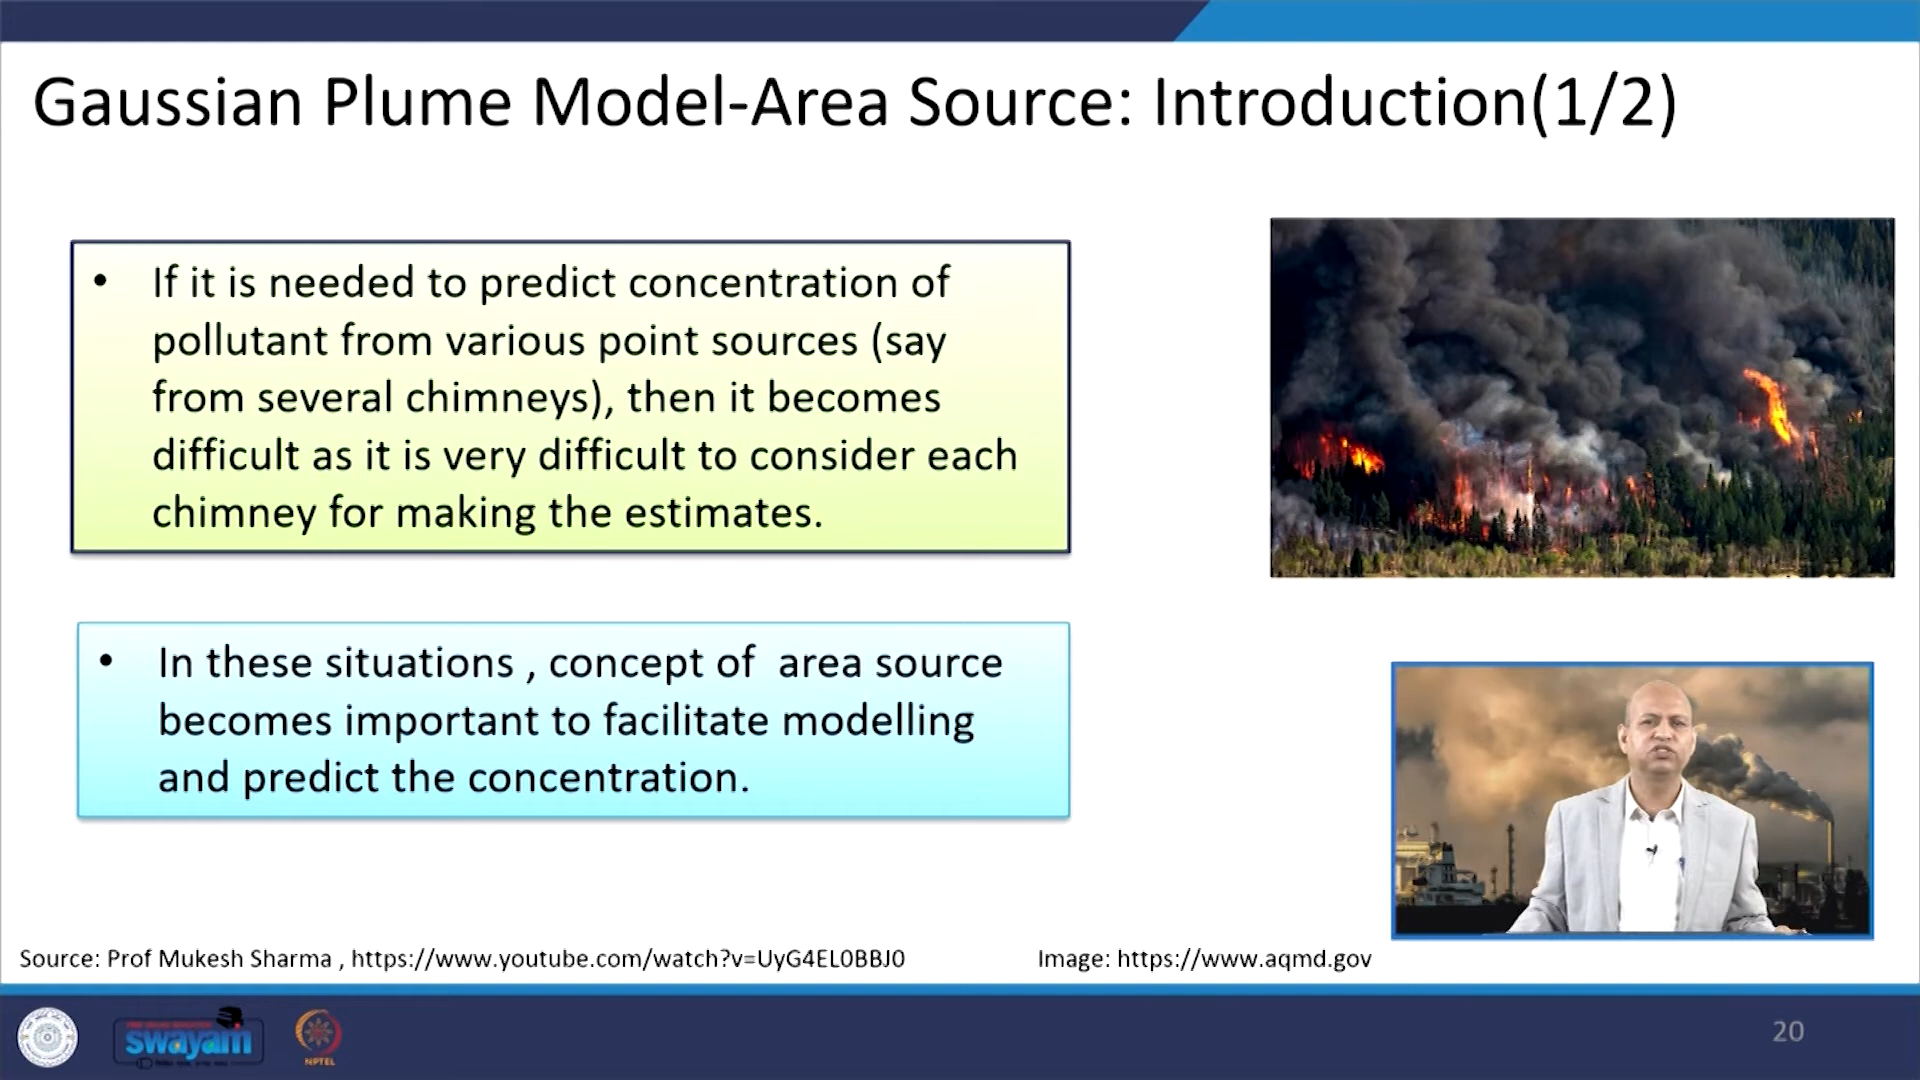 Gaussian Plume Model-Area Source: Introduction(1/2)
• If it is needed to predict concentration of
pollutant from various point sources (say
from several chimneys), then it becomes
difficult as it is very difficult to consider each
chimney for making the estimates.
• In these situations , concept of area source
becomes important to facilitate modelling
and predict the concentration.
Source: Prof Mukesh Sharma , https://www.youtube.com/watch?v=UyG4EL0BBJ0
Image: https://www.aqmd.gov
swayam
NPTEL
20